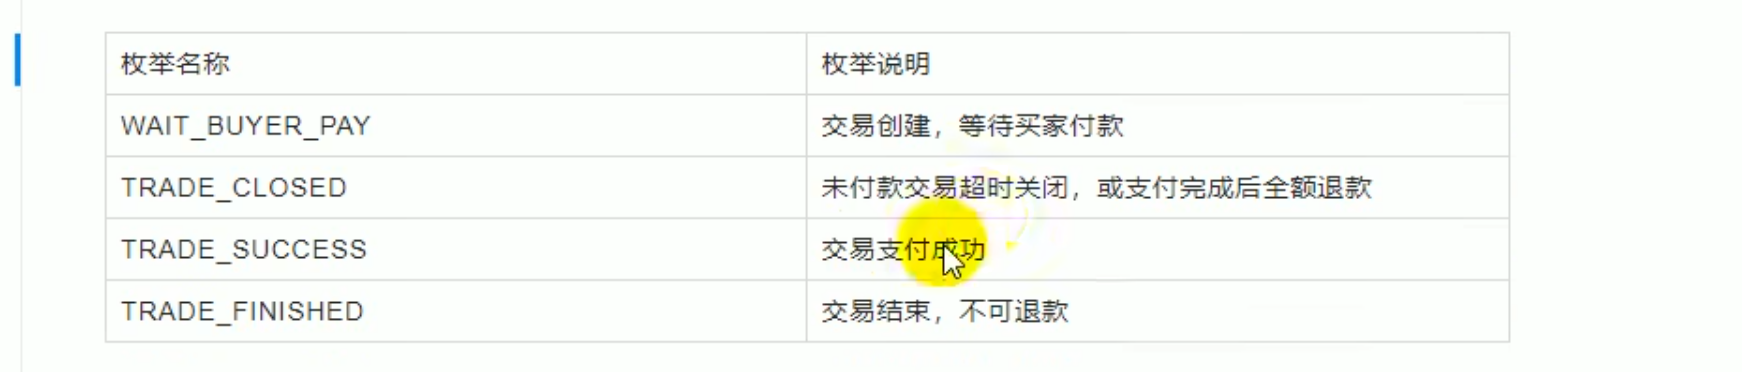 枚举名称 枚举说明
WAIT_BUYER_PAY 交易创建，等待买家付款
TRADE_CLOSED 未付款交易超时关闭，或支付完成后全额退款
TRADE_SUCCESS 交易支付成功
TRADE_FINISHED 交易结束，不可退款